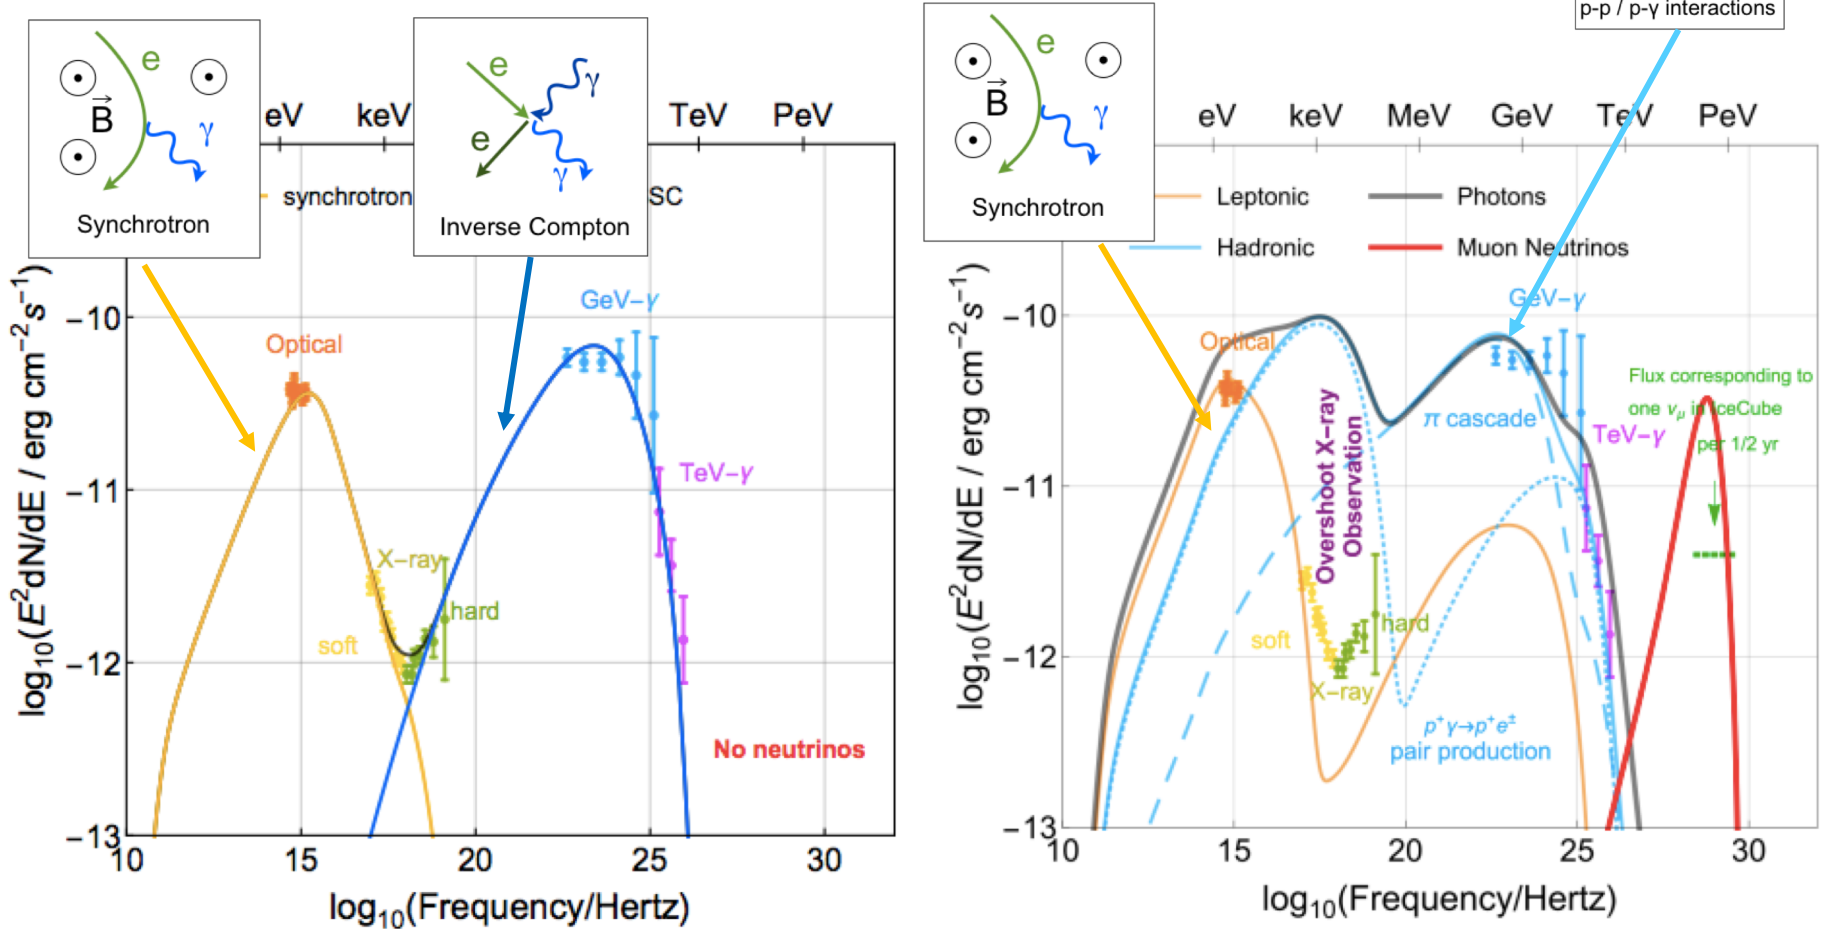 e
B
γ
Synchrotron
e
γ
e
γ
Inverse Compton
eV
keV
TeV
PeV
synchrotron
SC
Optical
GeV-γ
TeV-γ
X-ray
soft
hard
No neutrinos
−10
−11
−12
−13
10
15
20
25
30
log₁₀(E²dN/dE / erg cm⁻²s⁻¹)
log₁₀(Frequency/Hertz)
e
B
γ
Synchrotron
p-p / p-γ interactions
eV
keV
MeV
GeV
TeV
PeV
Leptonic
Photons
Hadronic
Muon Neutrinos
GeV-γ
Optical
Flux corresponding to
one νμ in IceCube
per 1/2 yr
π cascade
TeV-γ
Overshoot X-ray
Observation
soft
hard
X-ray
p⁺γ→p⁺e±
pair production
−10
−11
−12
−13
10
15
20
25
30
log₁₀(E²dN/dE / erg cm⁻²s⁻¹)
log₁₀(Frequency/Hertz)